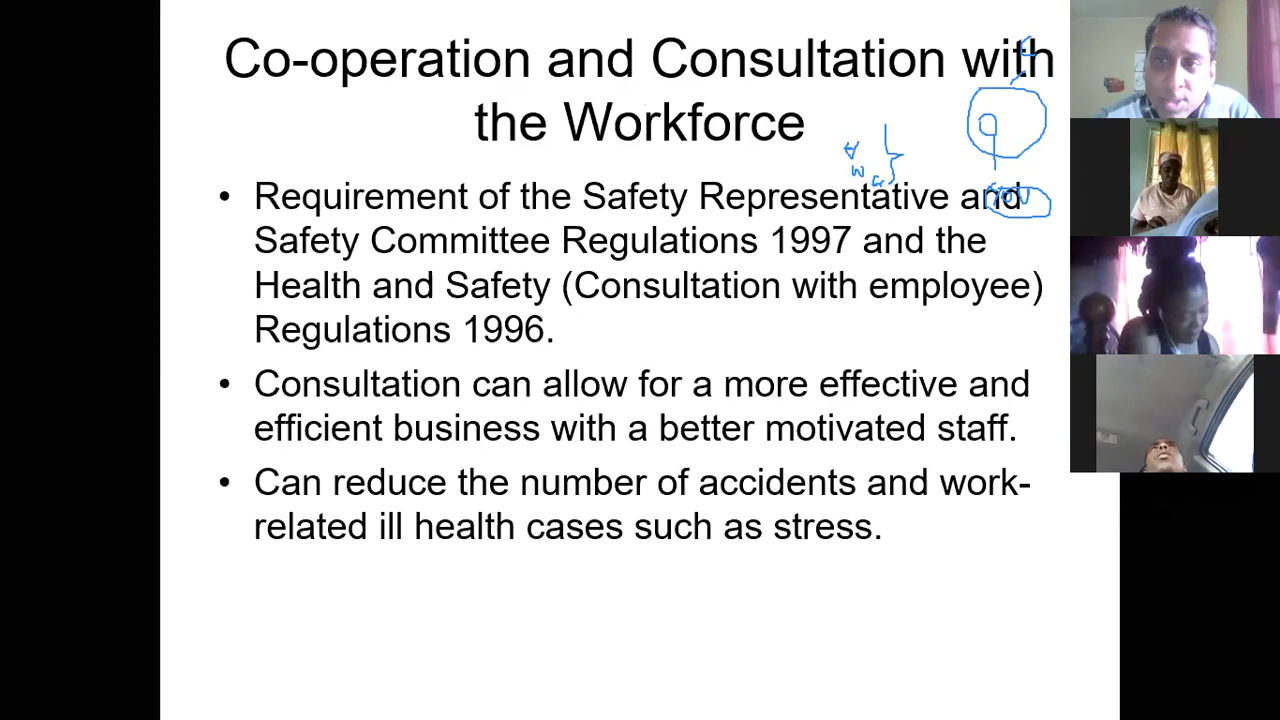 Co-operation and Consultation with
the Workforce
• Requirement of the Safety Representative and
Safety Committee Regulations 1997 and the
Health and Safety (Consultation with employee)
Regulations 1996.
• Consultation can allow for a more effective and
efficient business with a better motivated staff.
• Can reduce the number of accidents and work-
related ill health cases such as stress.